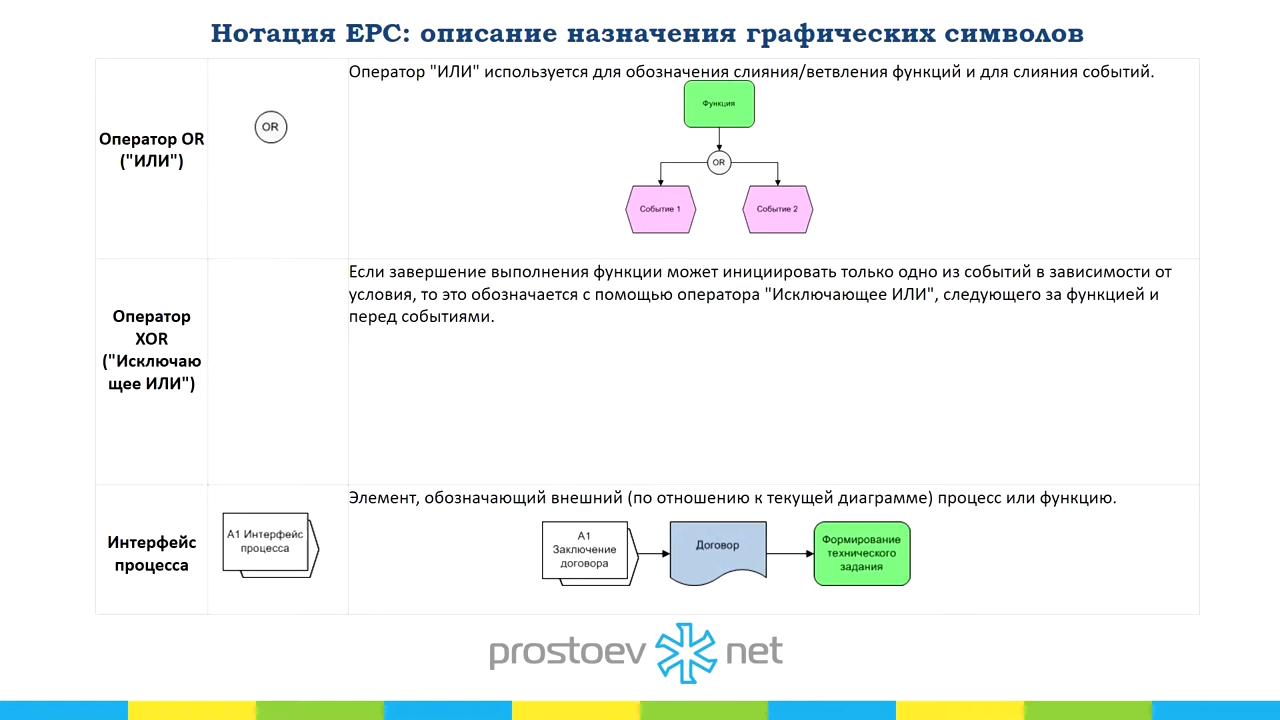 Нотация EPC: описание назначения графических символов
Оператор OR
("ИЛИ")
OR
Оператор "ИЛИ" используется для обозначения слияния/ветвления функций и для слияния событий.
Функция
OR
Событие 1
Событие 2
Оператор
XOR
("Исключаю
щее ИЛИ")
Если завершение выполнения функции может инициировать только одно из событий в зависимости от
условия, то это обозначается с помощью оператора "Исключающее ИЛИ", следующего за функцией и
перед событиями.
Интерфейс
процесса
A1 Интерфейс
процесса
Элемент, обозначающий внешний (по отношению к текущей диаграмме) процесс или функцию.
A1
Заключение
договора
Договор
Формирование
технического
задания
prostoev net